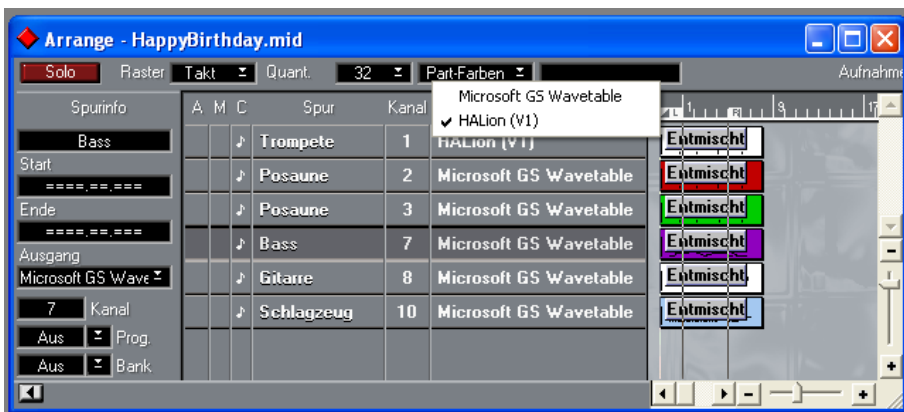 Arrange - HappyBirthday.mid
Solo Raster Takt Quant. 32 Part-Farben Aufnahme
Microsoft GS Wavetable
HALion (V1)
Spurinfo A M C Spur Kanal L 1 R 9 17
Bass Trompete 1 HALion (V1) Entmischt
Start
====.==.=== Posaune 2 Microsoft GS Wavetable Entmischt
Ende Posaune 3 Microsoft GS Wavetable Entmischt
====.==.===
Ausgang Bass 7 Microsoft GS Wavetable Entmischt
Microsoft GS Wave Gitarre 8 Microsoft GS Wavetable Entmischt
7 Kanal Schlagzeug 10 Microsoft GS Wavetable Entmischt
Aus Prog.
Aus Bank